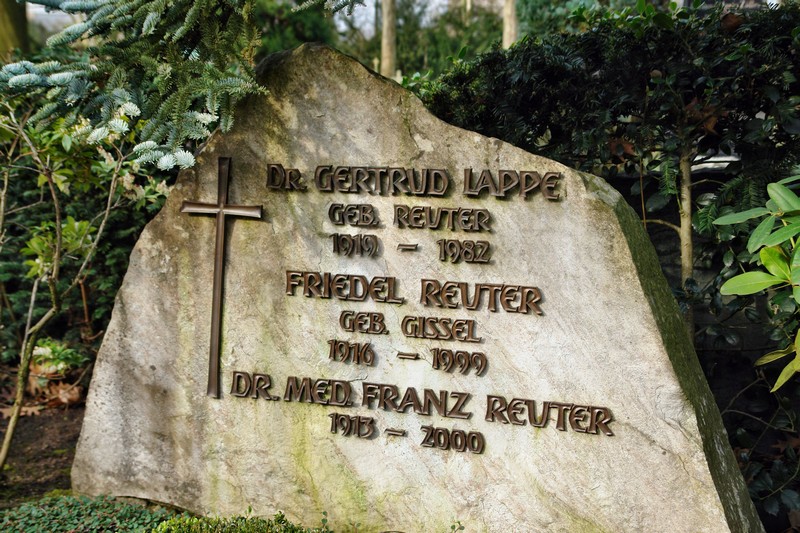 DR. GERTRUD LAPPE
GEB. REUTER
1919 – 1982
FRIEDEL REUTER
GEB. GISSEL
1916 – 1999
DR. MED. FRANZ REUTER
1913 – 2000